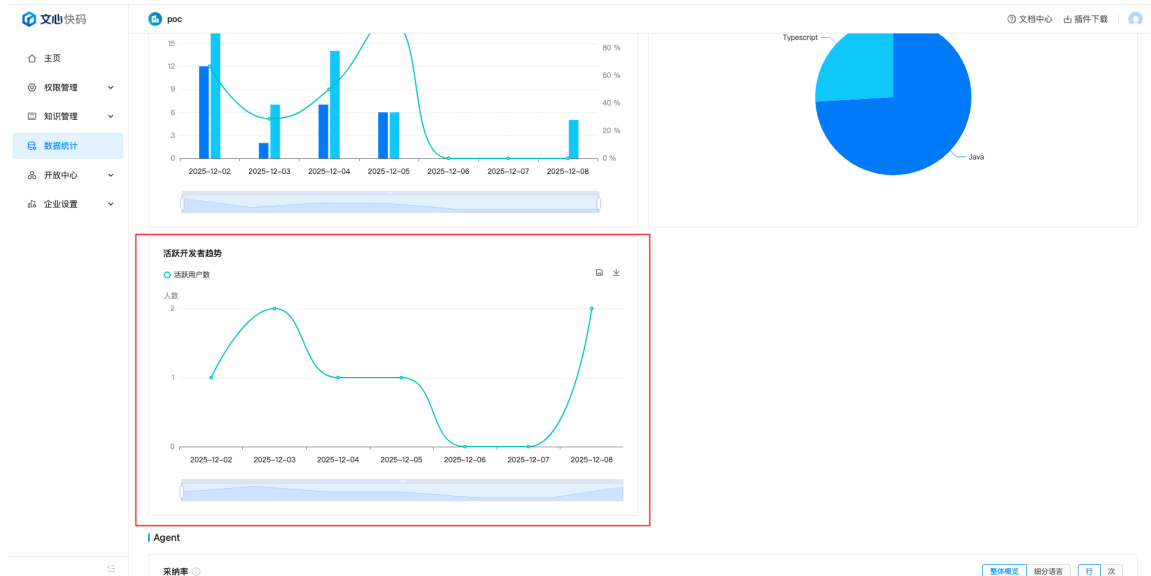 文心快码
poc
文档中心
插件下载
主页
权限管理
知识管理
数据统计
开放中心
企业设置
15
12
9
6
3
0
80 %
60 %
40 %
20 %
0 %
2025-12-02 2025-12-03 2025-12-04 2025-12-05 2025-12-06 2025-12-07 2025-12-08
Typescript
Java
活跃开发者趋势
活跃用户数
人数
2
1
0
2025-12-02 2025-12-03 2025-12-04 2025-12-05 2025-12-06 2025-12-07 2025-12-08
Agent
采纳率
整体概览 细分语言 行 次